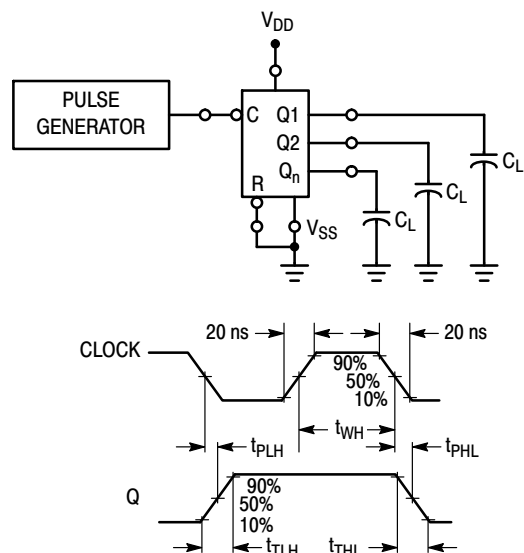 VDD
PULSE
GENERATOR
C
Q1
Q2
Qn
R
VSS
CL
CL
CL
20 ns
20 ns
CLOCK
90%
50%
10%
tWH
tPLH
tPHL
Q
90%
50%
10%
tTLH
tTHL